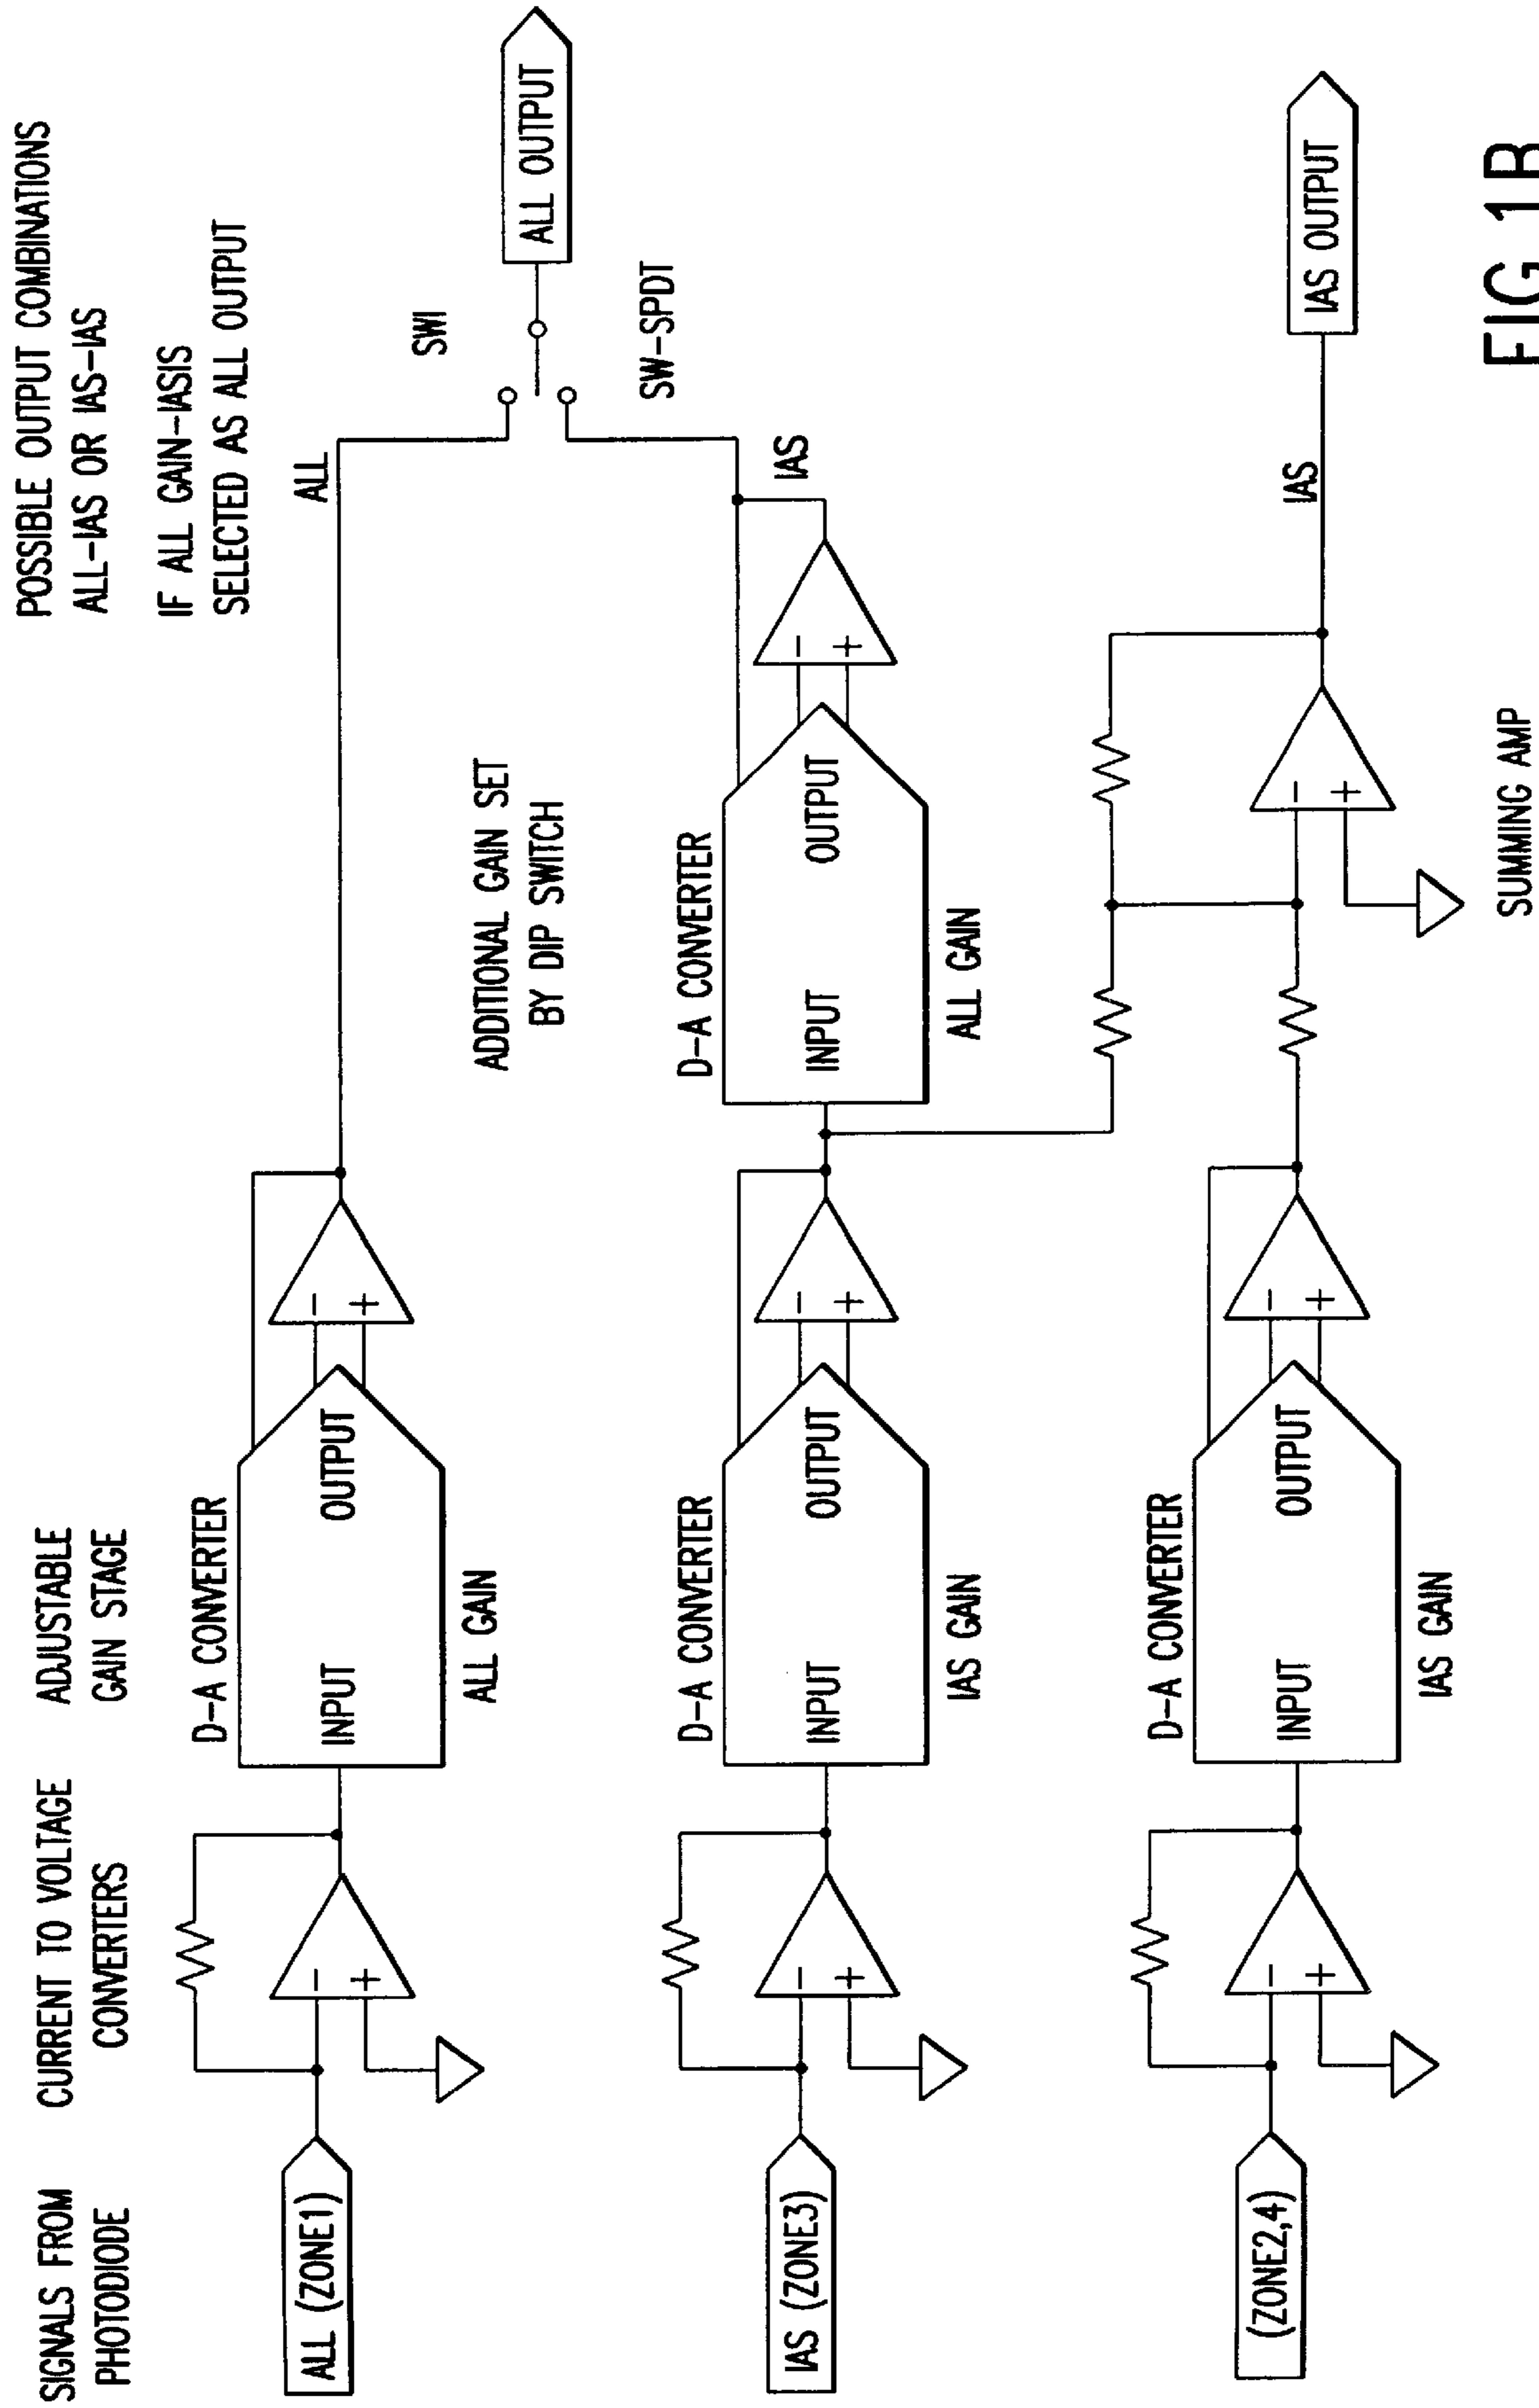 SIGNALS FROM
PHOTODIODE
CURRENT TO VOLTAGE
CONVERTERS
ADJUSTABLE
GAIN STAGE
POSSIBLE OUTPUT COMBINATIONS
ALL-IAS OR IAS-IAS
IF ALL GAIN-IASIS
SELECTED AS ALL OUTPUT
ALL (ZONE1)
-
+
D-A CONVERTER
INPUT
OUTPUT
ALL GAIN
-
+
ALL
SWI
SW-SPDT
ALL OUTPUT
ADDITIONAL GAIN SET
BY DIP SWITCH
IAS (ZONE3)
-
+
D-A CONVERTER
INPUT
OUTPUT
IAS GAIN
-
+
D-A CONVERTER
INPUT
OUTPUT
ALL GAIN
-
+
IAS
(ZONE2,4)
-
+
D-A CONVERTER
INPUT
OUTPUT
IAS GAIN
-
+
-
+
SUMMING AMP
IAS
IAS OUTPUT
FIG 1B